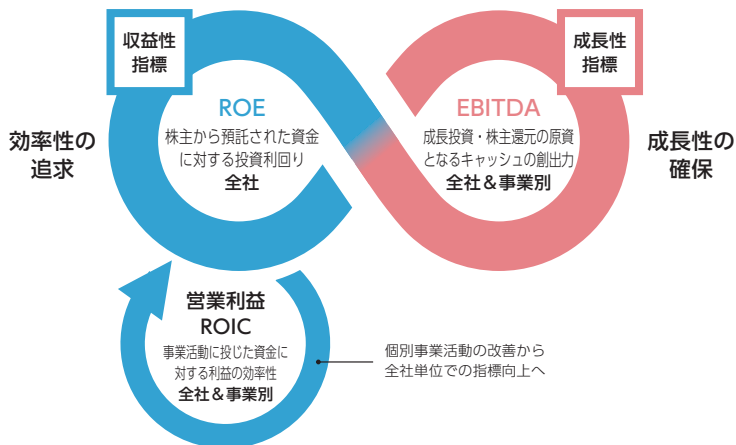 収益性
指標
成長性
指標
効率性の
追求
ROE
株主から預託された資金
に対する投資利回り
全社
EBITDA
成長投資・株主還元の原資
となるキャッシュの創出力
全社＆事業別
成長性の
確保
営業利益
ROIC
事業活動に投じた資金に
対する利益の効率性
全社＆事業別
個別事業活動の改善から
全社単位での指標向上へ